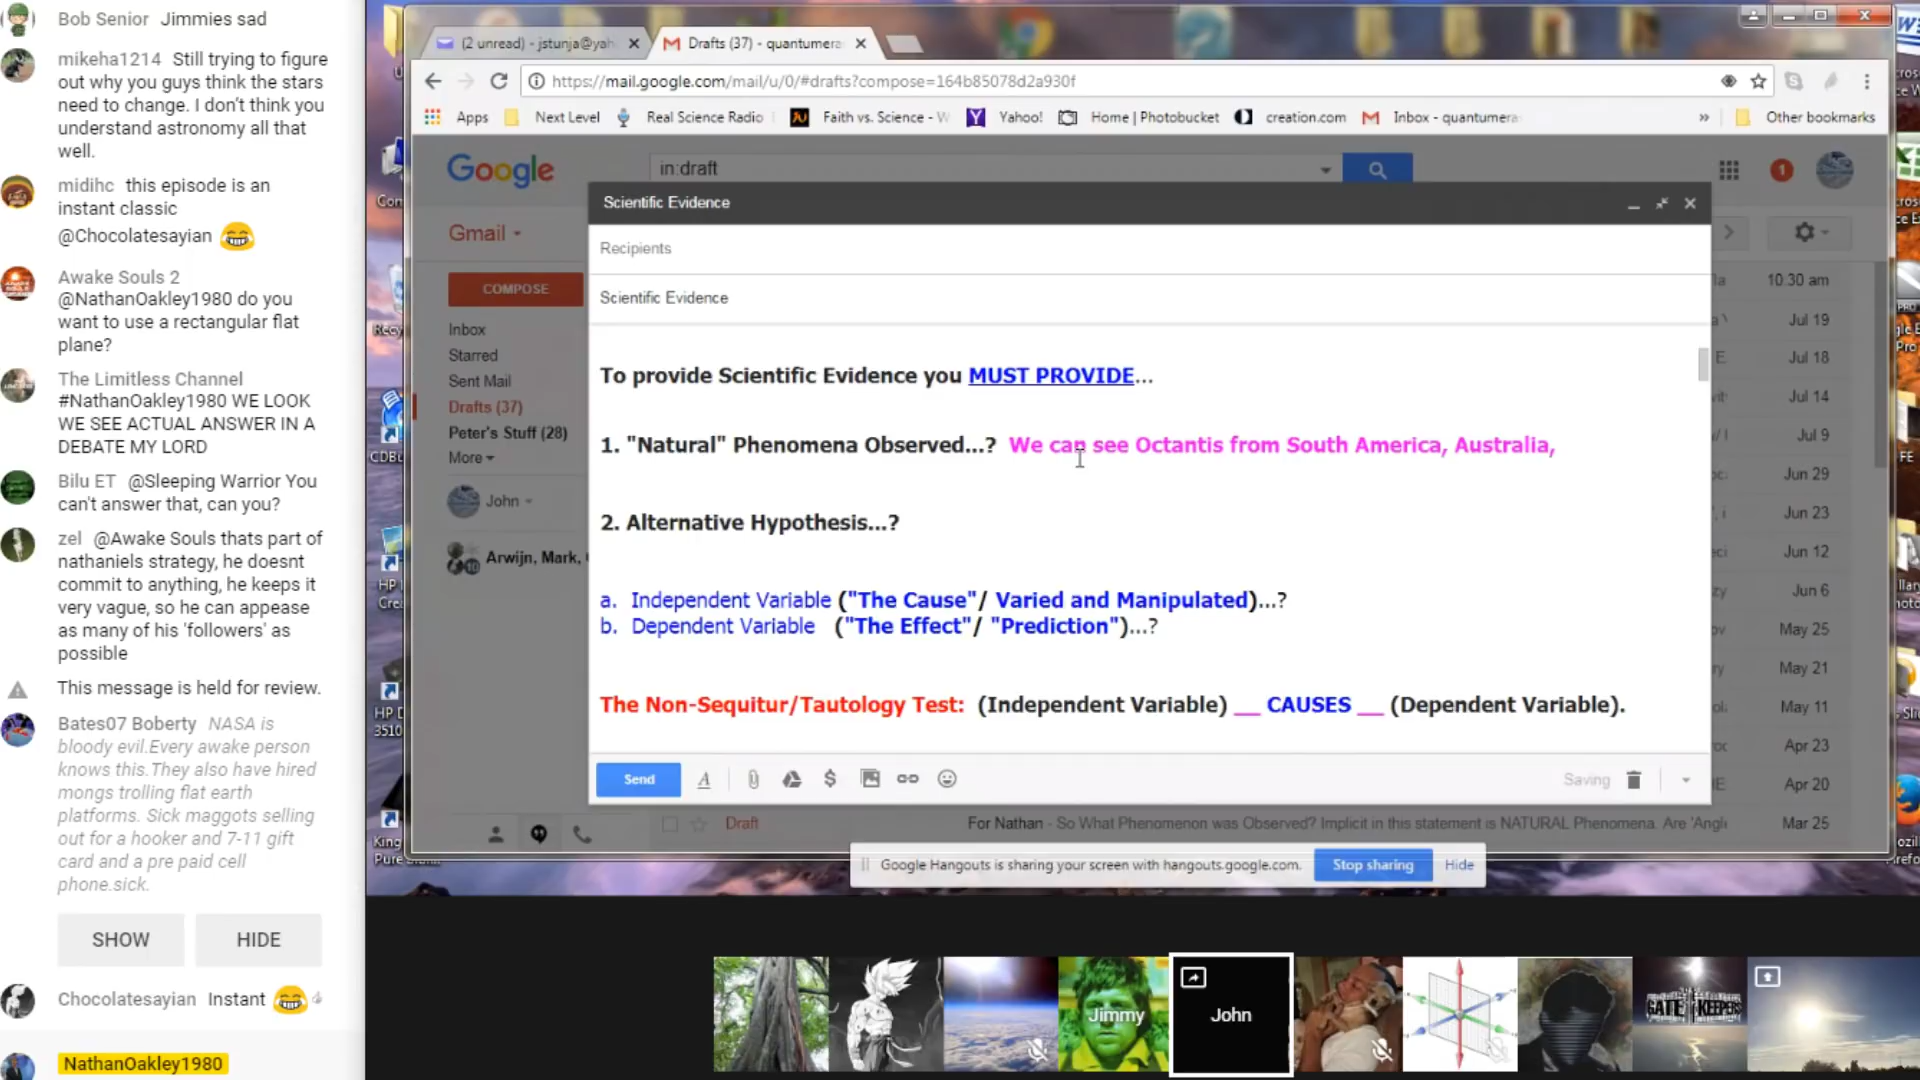 Bob Senior Jimmies sad
mikeha1214 Still trying to figure
out why you guys think the stars
need to change. I don't think you
understand astronomy all that
well.
midihc this episode is an
instant classic
@Chocolatesayian
Awake Souls 2
@NathanOakley1980 do you
want to use a rectangular flat
plane?
The Limitless Channel
#NathanOakley1980 WE LOOK
WE SEE ACTUAL ANSWER IN A
DEBATE MY LORD
Bilu ET @Sleeping Warrior You
can't answer that, can you?
zel @Awake Souls thats part of
nathaniels strategy, he doesnt
commit to anything, he keeps it
very vague, so he can appease
as many of his 'followers' as
possible
This message is held for review.
Bates07 Boberty NASA is
bloody evil.Every awake person
knows this.They also have hired
mongs trolling flat earth
platforms. Sick maggots selling
out for a hooker and 7-11 gift
card and a pre paid cell
phone.sick.
SHOW HIDE
Chocolatesayian Instant
NathanOakley1980
(2 unread) - jstunja@yah
Drafts (37) - quantumera
https://mail.google.com/mail/u/0/#drafts?compose=164b85078d2a930f
Apps Next Level Real Science Radio Faith vs. Science - W Yahoo! Home | Photobucket creation.com Inbox - quantumera » Other bookmarks
Google in:draft 1
Gmail
COMPOSE
Inbox
Starred
Sent Mail
Drafts (37)
Peter's Stuff (28)
More
John
Arwijn, Mark,
Scientific Evidence
Recipients
Scientific Evidence
To provide Scientific Evidence you MUST PROVIDE...
1. "Natural" Phenomena Observed...? We can see Octantis from South America, Australia,
2. Alternative Hypothesis...?
a. Independent Variable ("The Cause"/ Varied and Manipulated)...?
b. Dependent Variable ("The Effect"/ "Prediction")...?
The Non-Sequitur/Tautology Test: (Independent Variable) __ CAUSES __ (Dependent Variable).
Send Saving
10:30 am
Jul 19
Jul 18
Jul 14
Jul 9
Jun 29
Jun 23
Jun 12
Jun 6
May 25
May 21
May 11
Apr 23
Apr 20
Draft For Nathan - So What Phenomenon was Observed? Implicit in this statement is NATURAL Phenomena. Are 'Angl Mar 25
Google Hangouts is sharing your screen with hangouts.google.com. Stop sharing Hide
Jimmy
John
GATE KEEPERS